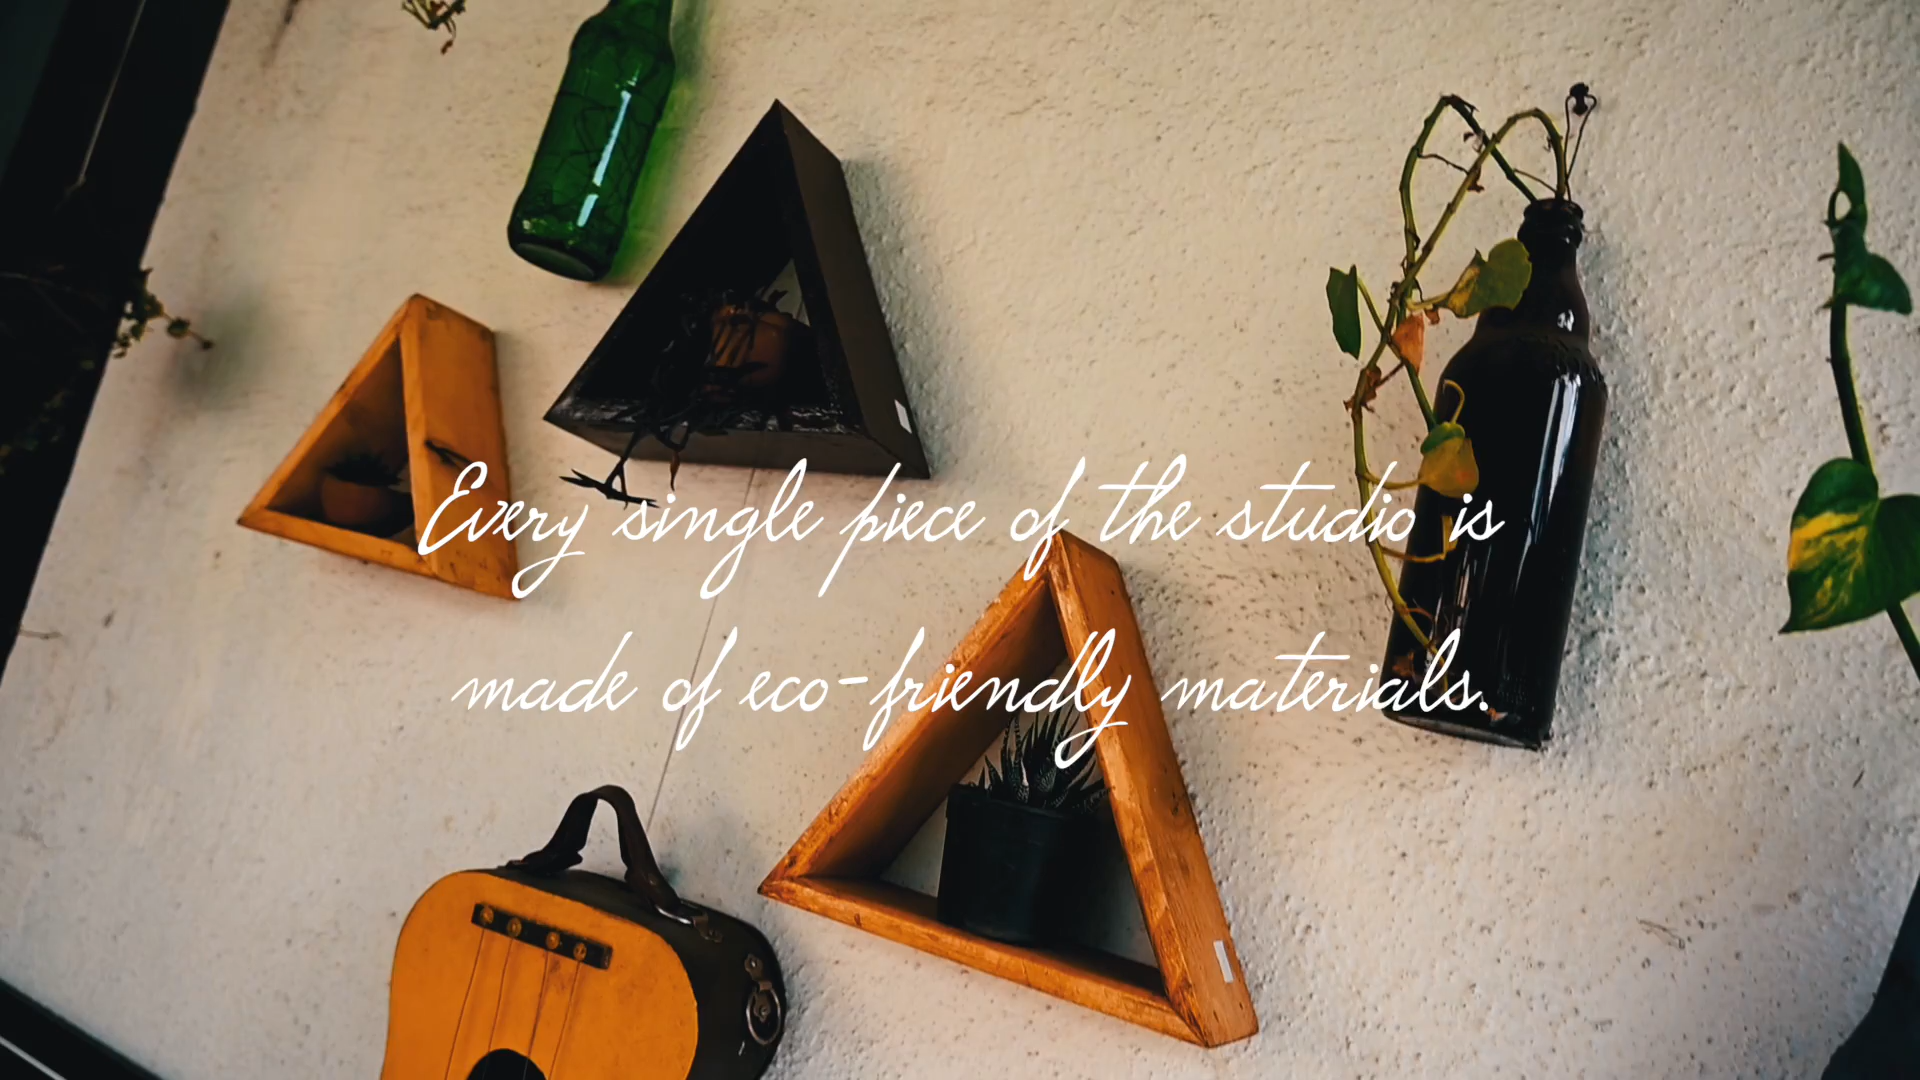 Every single piece of the studio is
made of eco-friendly materials.